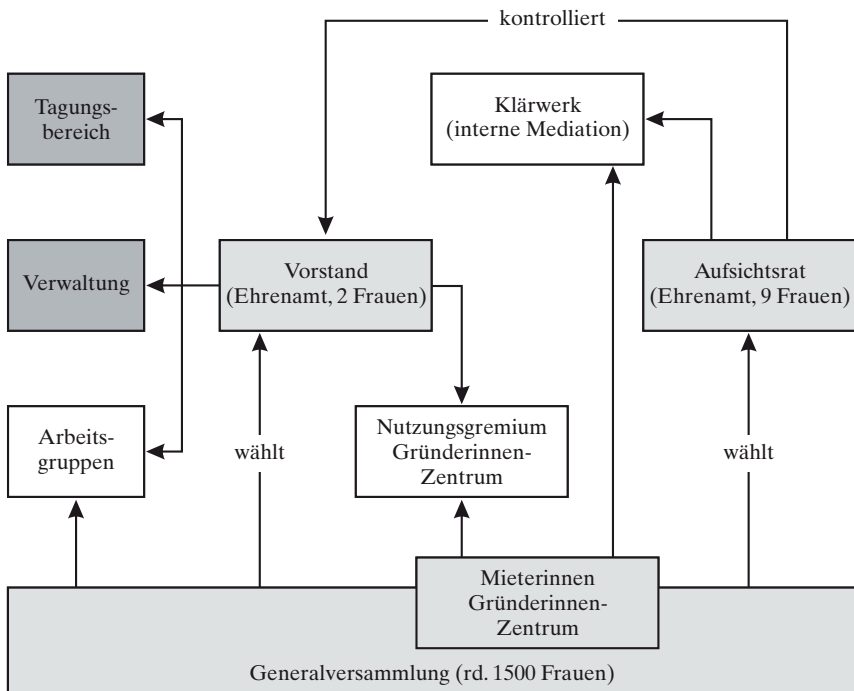 kontrolliert
Tagungs-
bereich
Klärwerk
(interne Mediation)
Verwaltung
Vorstand
(Ehrenamt, 2 Frauen)
Aufsichtsrat
(Ehrenamt, 9 Frauen)
Arbeits-
gruppen
wählt
Nutzungsgremium
Gründerinnen-
Zentrum
wählt
Mieterinnen
Gründerinnen-
Zentrum
Generalversammlung (rd. 1500 Frauen)